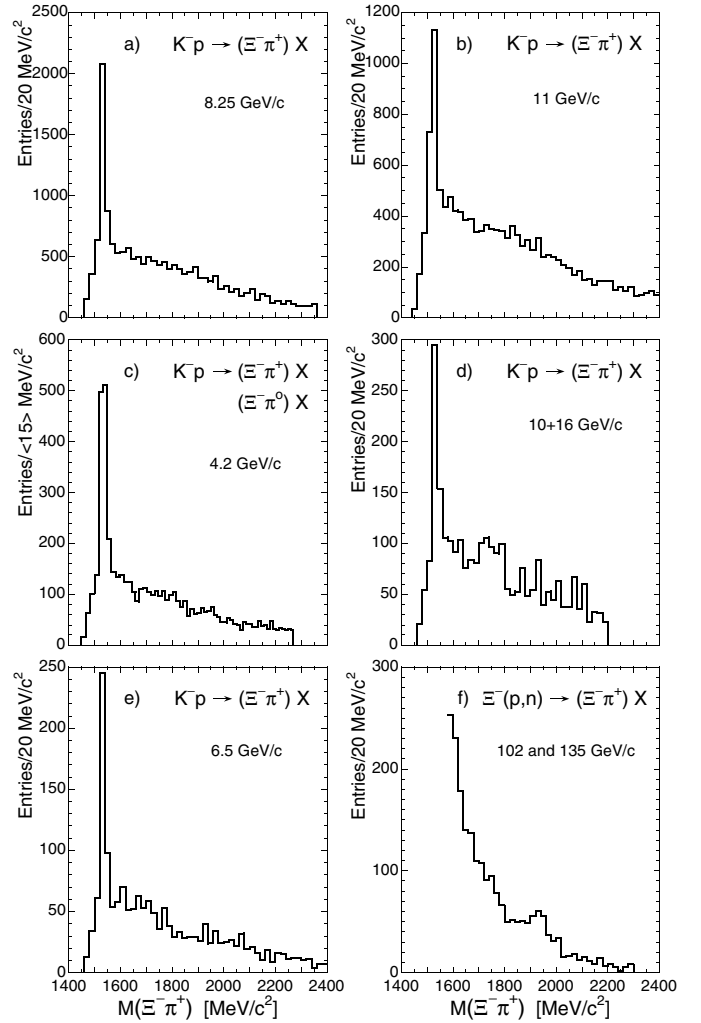 Entries/20 MeV/c²
2500
2000
1500
1000
500
0
a) K⁻p → (Ξ⁻π⁺) X
8.25 GeV/c
Entries/20 MeV/c²
1200
1000
800
600
400
200
0
b) K⁻p → (Ξ⁻π⁺) X
11 GeV/c
Entries/<15> MeV/c²
600
500
400
300
200
100
0
c) K⁻p → (Ξ⁻π⁺) X
(Ξ⁻π⁰) X
4.2 GeV/c
Entries/20 MeV/c²
300
250
200
150
100
50
0
d) K⁻p → (Ξ⁻π⁺) X
10+16 GeV/c
Entries/20 MeV/c²
250
200
150
100
50
0
e) K⁻p → (Ξ⁻π⁺) X
6.5 GeV/c
1400 1600 1800 2000 2200 2400
M(Ξ⁻π⁺) [MeV/c²]
Entries/20 MeV/c²
300
200
100
0
f) Ξ⁻(p,n) → (Ξ⁻π⁺) X
102 and 135 GeV/c
1400 1600 1800 2000 2200 2400
M(Ξ⁻π⁺) [MeV/c²]